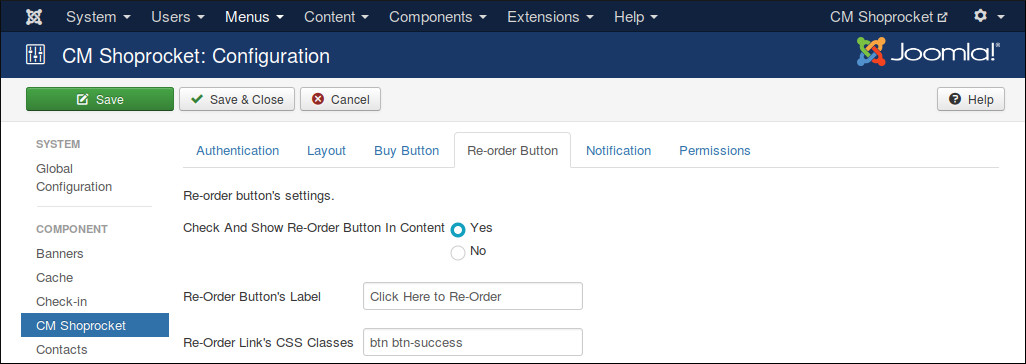 System Users Menus Content Components Extensions Help CM Shoprocket
CM Shoprocket: Configuration Joomla!®
Save Save & Close Cancel Help
SYSTEM
Global
Configuration
COMPONENT
Banners
Cache
Check-in
CM Shoprocket
Contacts
Authentication Layout Buy Button Re-order Button Notification Permissions
Re-order button's settings.
Check And Show Re-Order Button In Content Yes
No
Re-Order Button's Label Click Here to Re-Order
Re-Order Link's CSS Classes btn btn-success